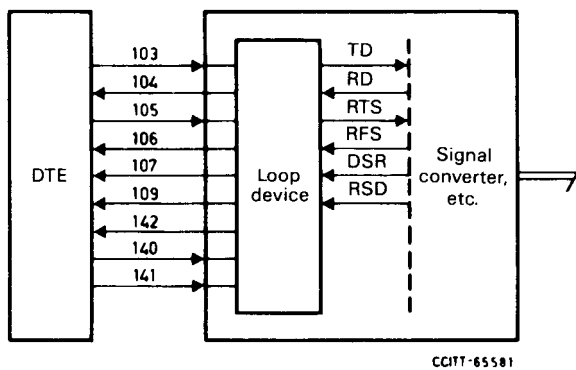 103
104
105
106
107
109
142
140
141
DTE
Loop
device
TD
RD
RTS
RFS
DSR
RSD
Signal
converter,
etc.
CCITT-65581